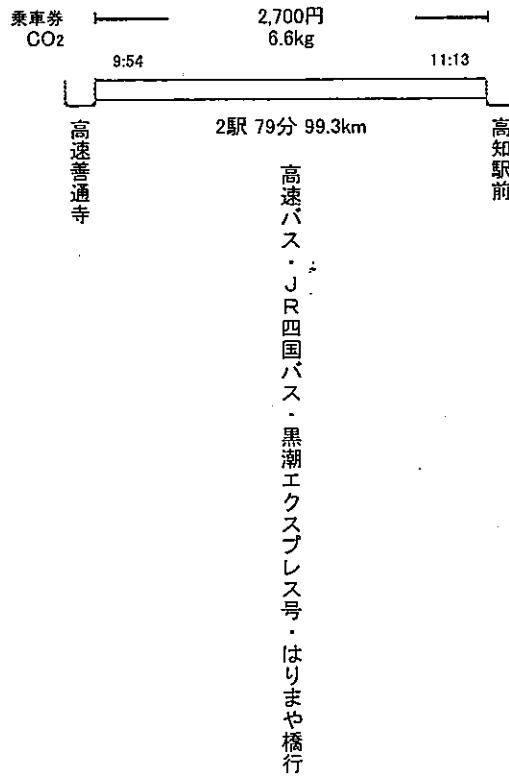 乗車券 2,700円
CO2 6.6kg
9:54 11:13
2駅 79分 99.3km
高速善通寺
高速バス・JR四国バス・黒潮エクスプレス号・はりまや橋行
高知駅前